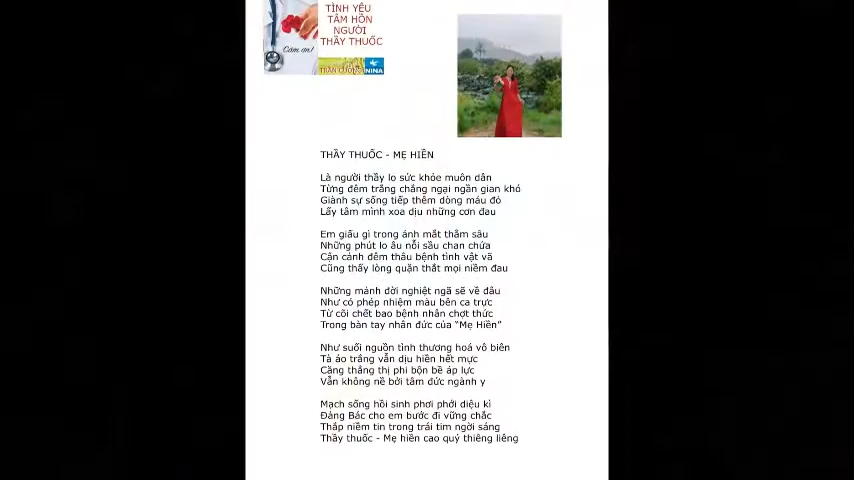 TÌNH YÊU
TÂM HỒN
NGƯỜI
THẦY THUỐC
Cám ơn!
TRẦN CƯỜNG
NINA
THẦY THUỐC - MẸ HIỀN
Là người thầy lo sức khỏe muôn dân
Từng đêm trắng chẳng ngại ngần gian khó
Giành sự sống tiếp thêm dòng máu đỏ
Lấy tâm mình xoa dịu những cơn đau
Em giấu gì trong ánh mắt thẳm sâu
Những phút lo âu nỗi sầu chan chứa
Cận cảnh đêm thâu bệnh tình vật vã
Cũng thấy lòng quặn thắt mọi niềm đau
Những mảnh đời nghiệt ngã sẽ về đâu
Như có phép nhiệm màu bên ca trực
Từ cõi chết bao bệnh nhân chợt thức
Trong bàn tay nhân đức của “Mẹ Hiền”
Như suối nguồn tình thương hoá vô biên
Tà áo trắng vẫn dịu hiền hết mực
Căng thẳng thị phi bộn bề áp lực
Vẫn không nề bởi tâm đức ngành y
Mạch sống hồi sinh phơi phới diệu kì
Đảng Bác cho em bước đi vững chắc
Thắp niềm tin trong trái tim ngời sáng
Thầy thuốc - Mẹ hiền cao quý thiêng liêng